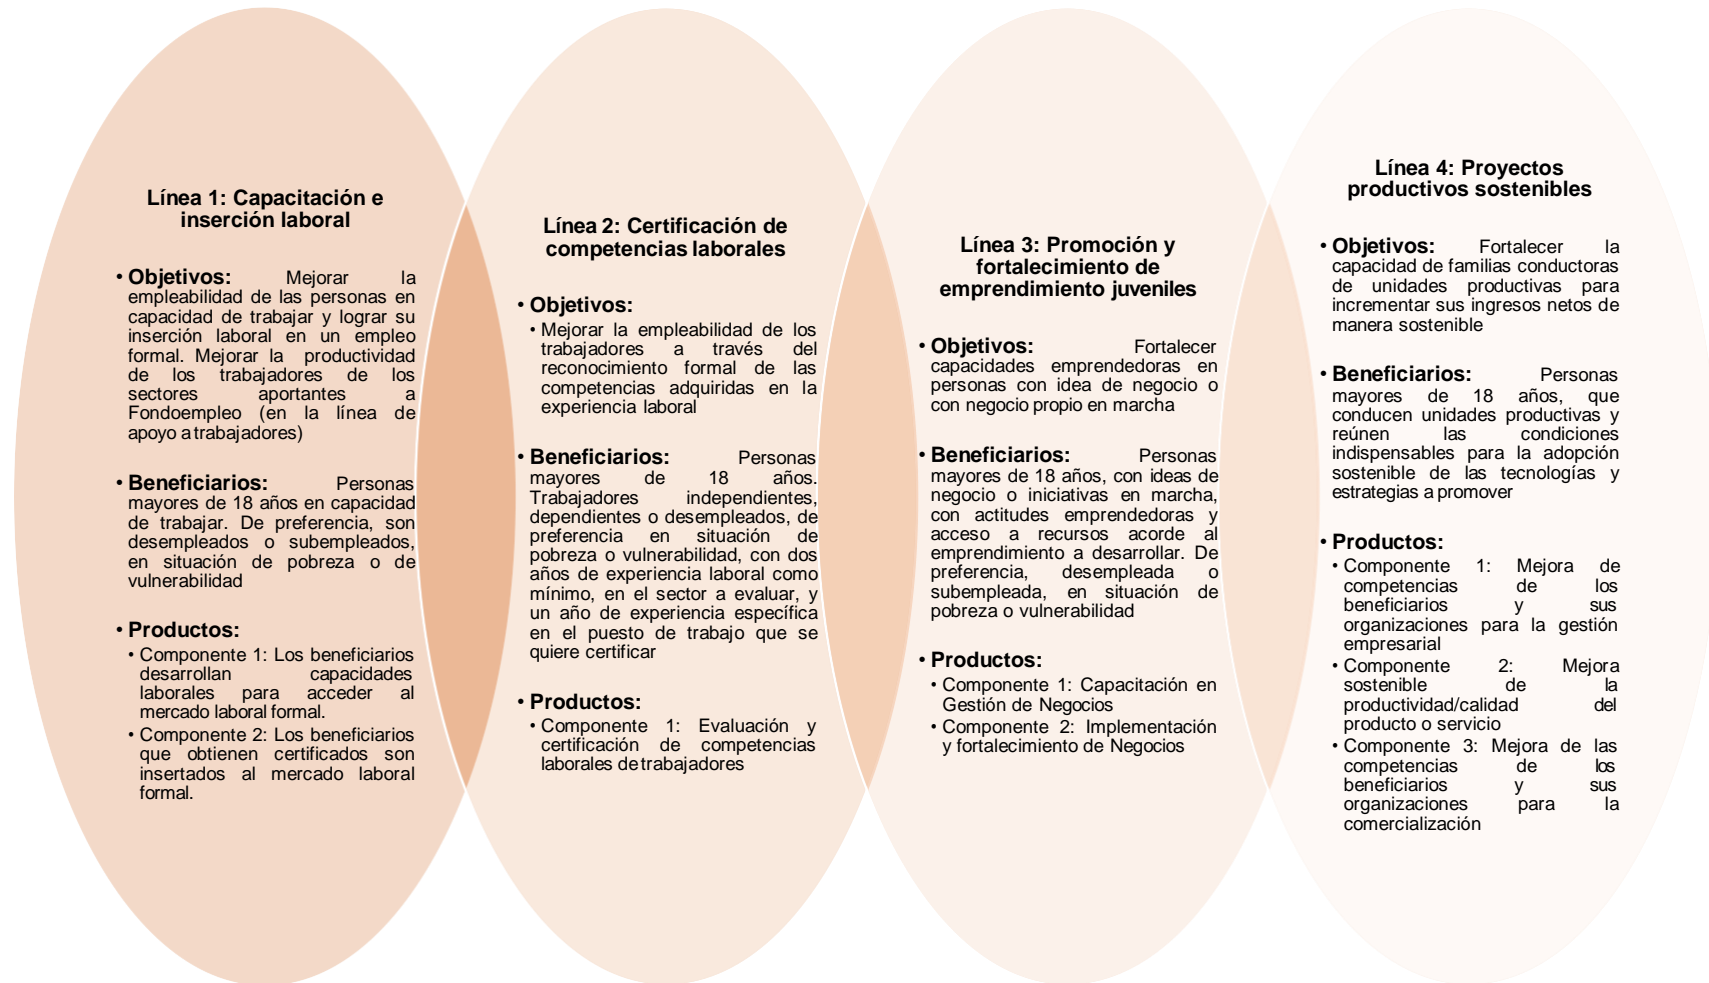 Línea 1: Capacitación e
inserción laboral
• Objetivos: Mejorar la
empleabilidad de las personas en
capacidad de trabajar y lograr su
inserción laboral en un empleo
formal. Mejorar la productividad
de los trabajadores de los
sectores aportantes a
Fondoempleo (en la línea de
apoyo a trabajadores)
• Beneficiarios: Personas
mayores de 18 años en capacidad
de trabajar. De preferencia, son
desempleados o subempleados,
en situación de pobreza o de
vulnerabilidad
• Productos:
• Componente 1: Los beneficiarios
desarrollan capacidades
laborales para acceder al
mercado laboral formal.
• Componente 2: Los beneficiarios
que obtienen certificados son
insertados al mercado laboral
formal.
Línea 2: Certificación de
competencias laborales
• Objetivos:
• Mejorar la empleabilidad de los
trabajadores a través del
reconocimiento formal de las
competencias adquiridas en la
experiencia laboral
• Beneficiarios: Personas
mayores de 18 años.
Trabajadores independientes,
dependientes o desempleados, de
preferencia en situación de
pobreza o vulnerabilidad, con dos
años de experiencia laboral como
mínimo, en el sector a evaluar, y
un año de experiencia específica
en el puesto de trabajo que se
quiere certificar
• Productos:
• Componente 1: Evaluación y
certificación de competencias
laborales de trabajadores
Línea 3: Promoción y
fortalecimiento de
emprendimiento juveniles
• Objetivos: Fortalecer
capacidades emprendedoras en
personas con idea de negocio o
con negocio propio en marcha
• Beneficiarios: Personas
mayores de 18 años, con ideas de
negocio o iniciativas en marcha,
con actitudes emprendedoras y
acceso a recursos acorde al
emprendimiento a desarrollar. De
preferencia, desempleada o
subempleada, en situación de
pobreza o vulnerabilidad
• Productos:
• Componente 1: Capacitación en
Gestión de Negocios
• Componente 2: Implementación
y fortalecimiento de Negocios
Línea 4: Proyectos
productivos sostenibles
• Objetivos: Fortalecer la
capacidad de familias conductoras
de unidades productivas para
incrementar sus ingresos netos de
manera sostenible
• Beneficiarios: Personas
mayores de 18 años, que
conducen unidades productivas y
reúnen las condiciones
indispensables para la adopción
sostenible de las tecnologías y
estrategias a promover
• Productos:
• Componente 1: Mejora de
competencias de los
beneficiarios y sus
organizaciones para la gestión
empresarial
• Componente 2: Mejora
sostenible de la
productividad/calidad del
producto o servicio
• Componente 3: Mejora de las
competencias de los
beneficiarios y sus
organizaciones para la
comercialización